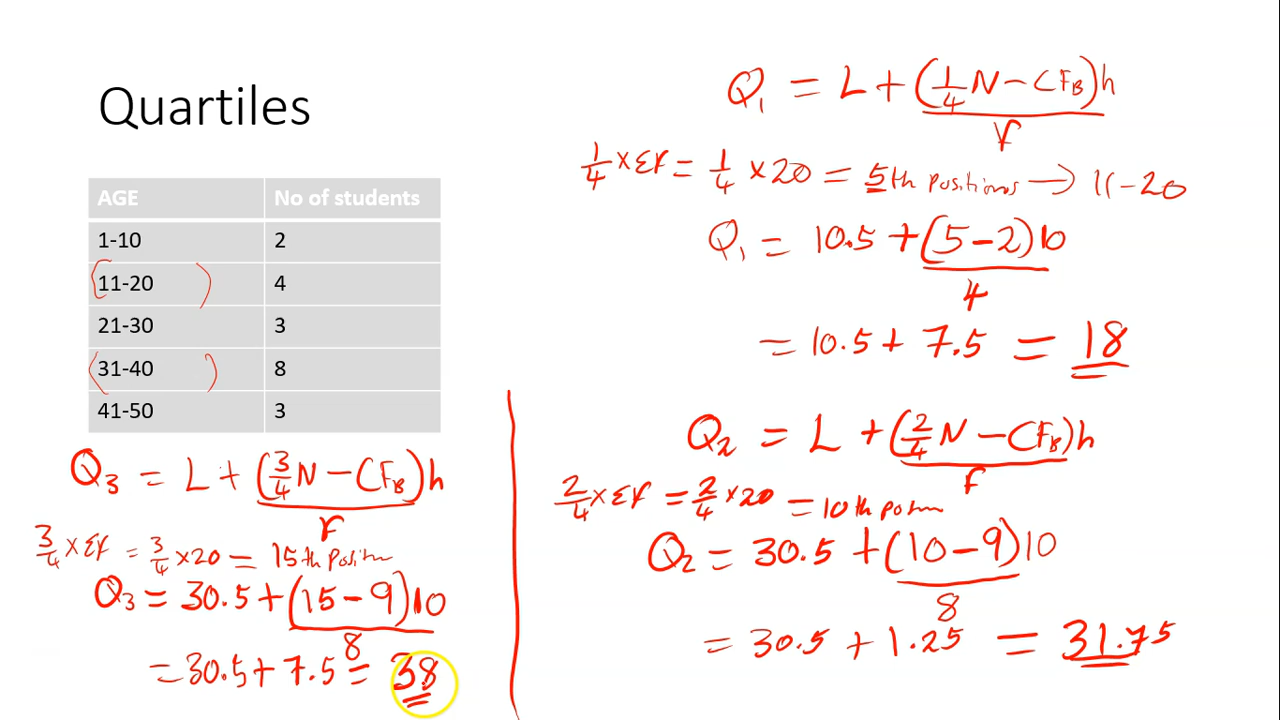 Quartiles
AGE No of students
1-10 2
11-20 4
21-30 3
31-40 8
41-50 3
Q₃ = L + (3/4 N - CF_B)h / f
3/4 × Σf = 3/4 × 20 = 15th Position
Q₃ = 30.5 + (15 - 9)10 / 8
= 30.5 + 7.5 = 38
Q₁ = L + (1/4 N - CF_B)h / f
1/4 × Σf = 1/4 × 20 = 5th positions → 11-20
Q₁ = 10.5 + (5 - 2)10 / 4
= 10.5 + 7.5 = 18
Q₂ = L + (2/4 N - CF_B)h / f
2/4 × Σf = 2/4 × 20 = 10th
Q₂ = 30.5 + (10 - 9)10 / 8
= 30.5 + 1.25 = 31.75